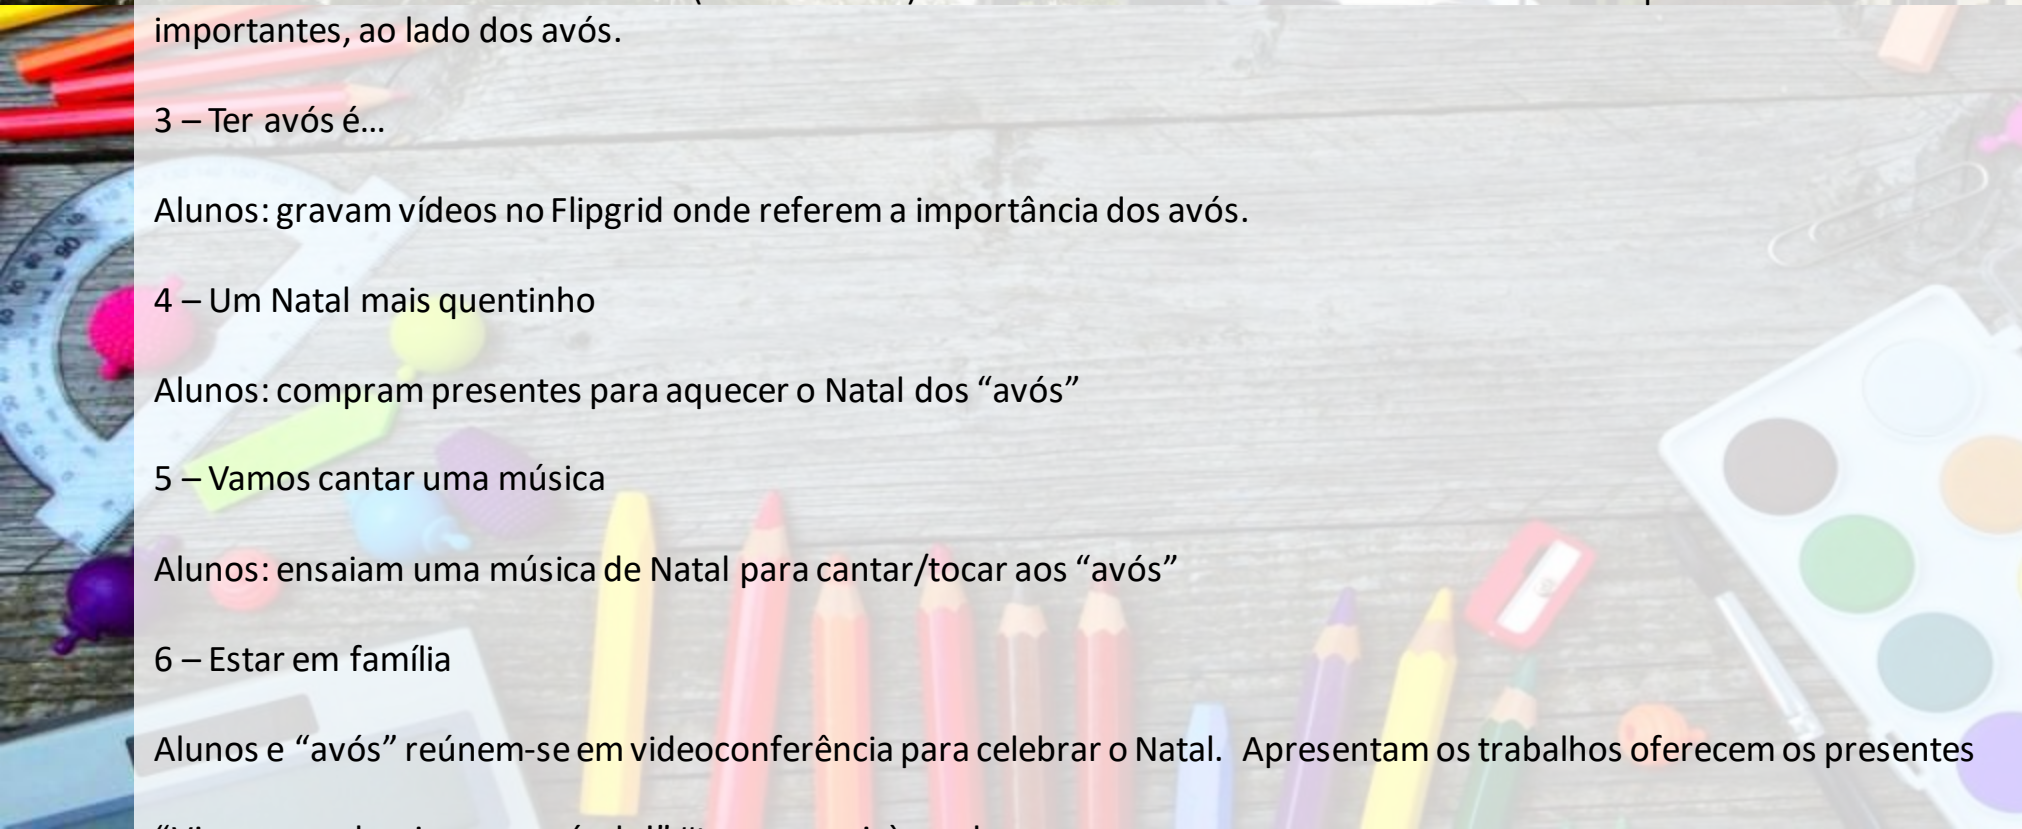 importantes, ao lado dos avós.
3 – Ter avós é...
Alunos: gravam vídeos no Flipgrid onde referem a importância dos avós.
4 – Um Natal mais quentinho
Alunos: compram presentes para aquecer o Natal dos “avós”
5 – Vamos cantar uma música
Alunos: ensaiam uma música de Natal para cantar/tocar aos “avós”
6 – Estar em família
Alunos e “avós” reúnem-se em videoconferência para celebrar o Natal. Apresentam os trabalhos oferecem os presentes